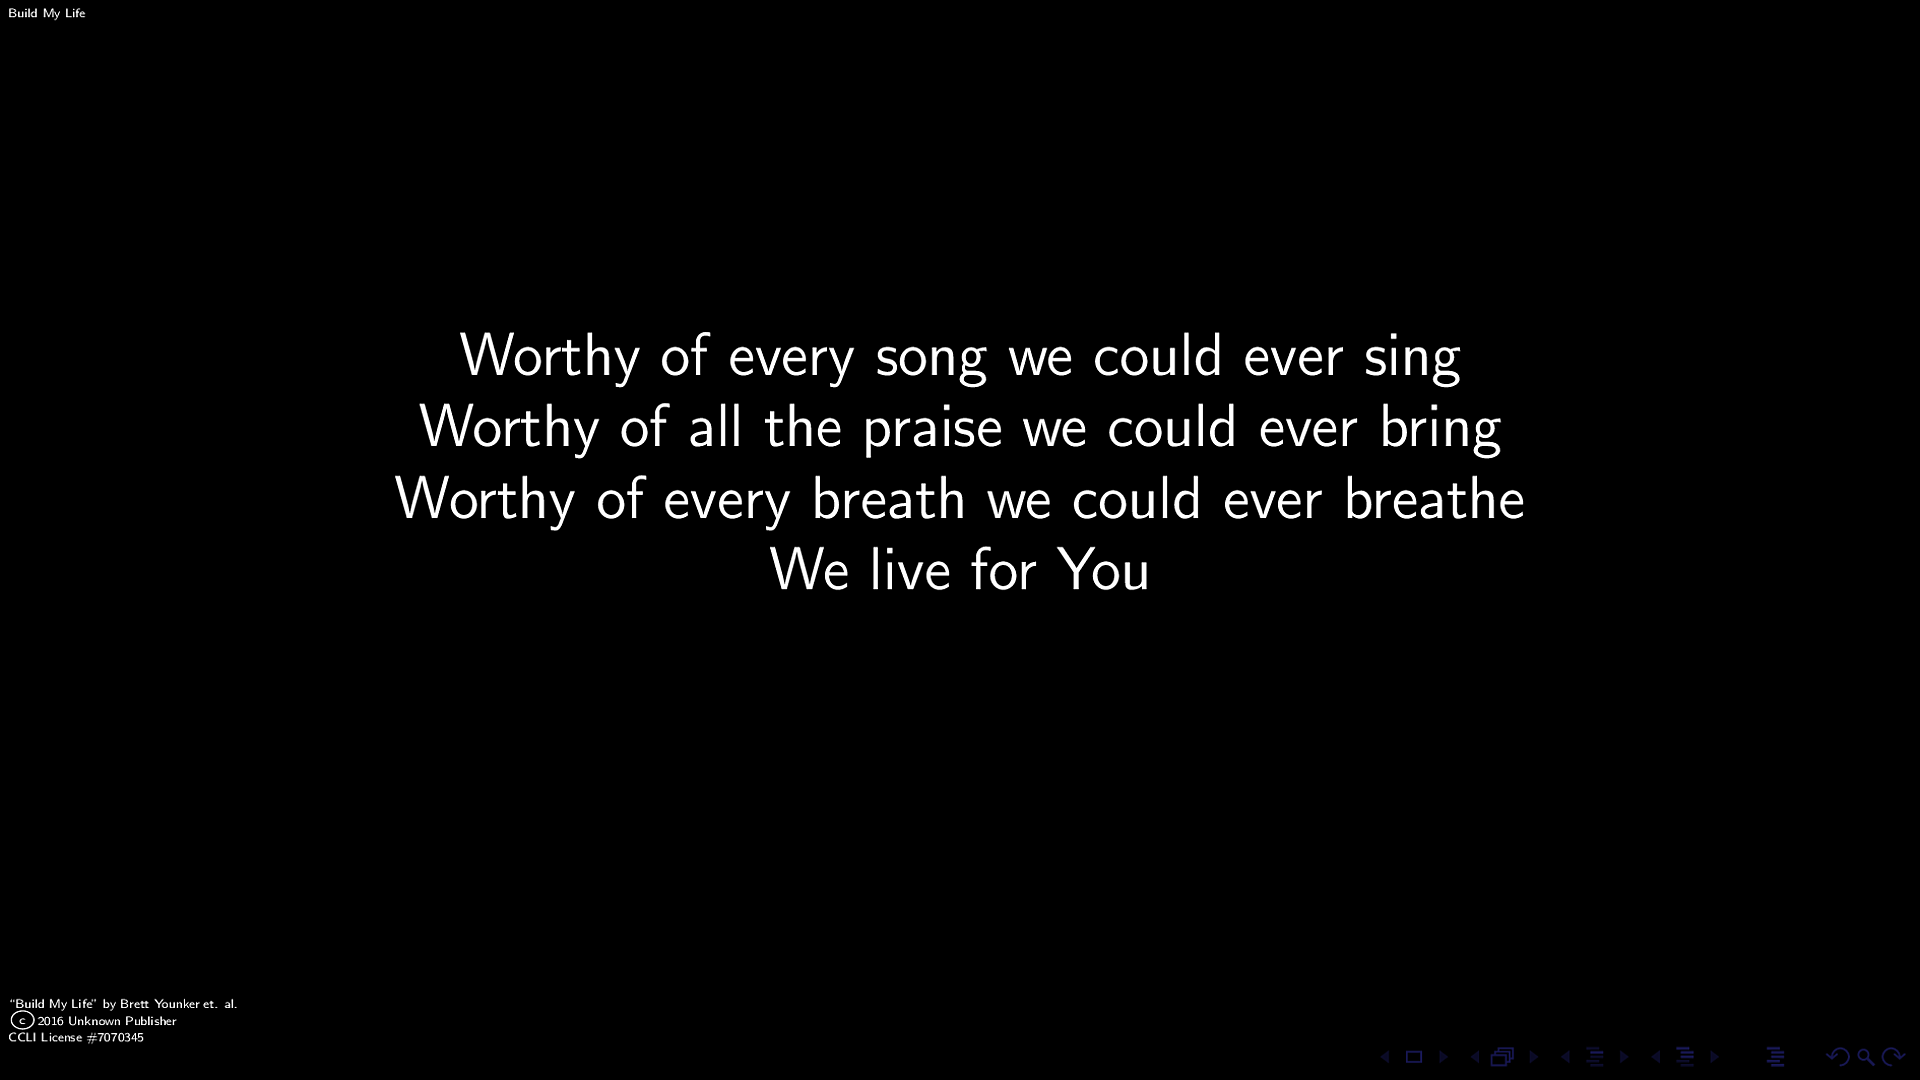 Build My Life
Worthy of every song we could ever sing
Worthy of all the praise we could ever bring
Worthy of every breath we could ever breathe
We live for You
“Build My Life” by Brett Younker et. al.
© 2016 Unknown Publisher
CCLI License #7070345